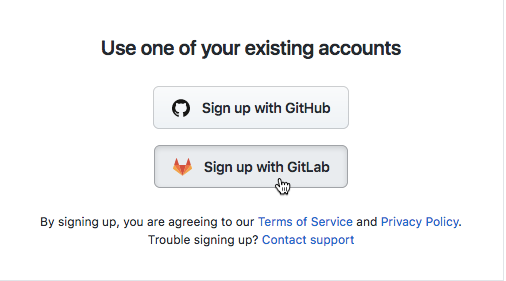 Use one of your existing accounts
Sign up with GitHub
Sign up with GitLab
By signing up, you are agreeing to our Terms of Service and Privacy Policy.
Trouble signing up? Contact support